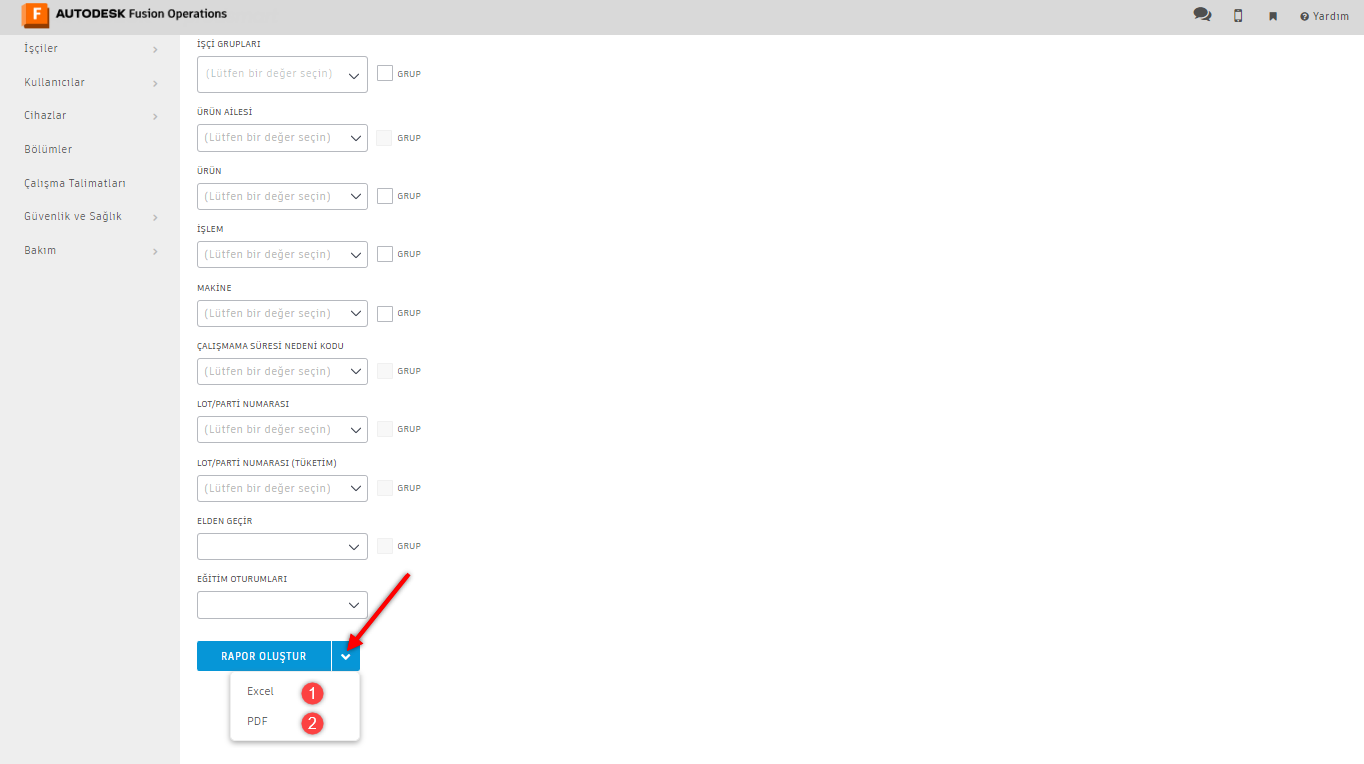 F AUTODESK Fusion Operations
Yardım
İşçiler
Kullanıcılar
Cihazlar
Bölümler
Çalışma Talimatları
Güvenlik ve Sağlık
Bakım
İŞÇİ GRUPLARI
(Lütfen bir değer seçin)
GRUP
ÜRÜN AİLESİ
(Lütfen bir değer seçin)
GRUP
ÜRÜN
(Lütfen bir değer seçin)
GRUP
İŞLEM
(Lütfen bir değer seçin)
GRUP
MAKİNE
(Lütfen bir değer seçin)
GRUP
ÇALIŞMAMA SÜRESİ NEDENİ KODU
(Lütfen bir değer seçin)
GRUP
LOT/PARTİ NUMARASI
(Lütfen bir değer seçin)
GRUP
LOT/PARTİ NUMARASI (TÜKETİM)
(Lütfen bir değer seçin)
GRUP
ELDEN GEÇİR
GRUP
EĞİTİM OTURUMLARI
RAPOR OLUŞTUR
Excel 1
PDF 2